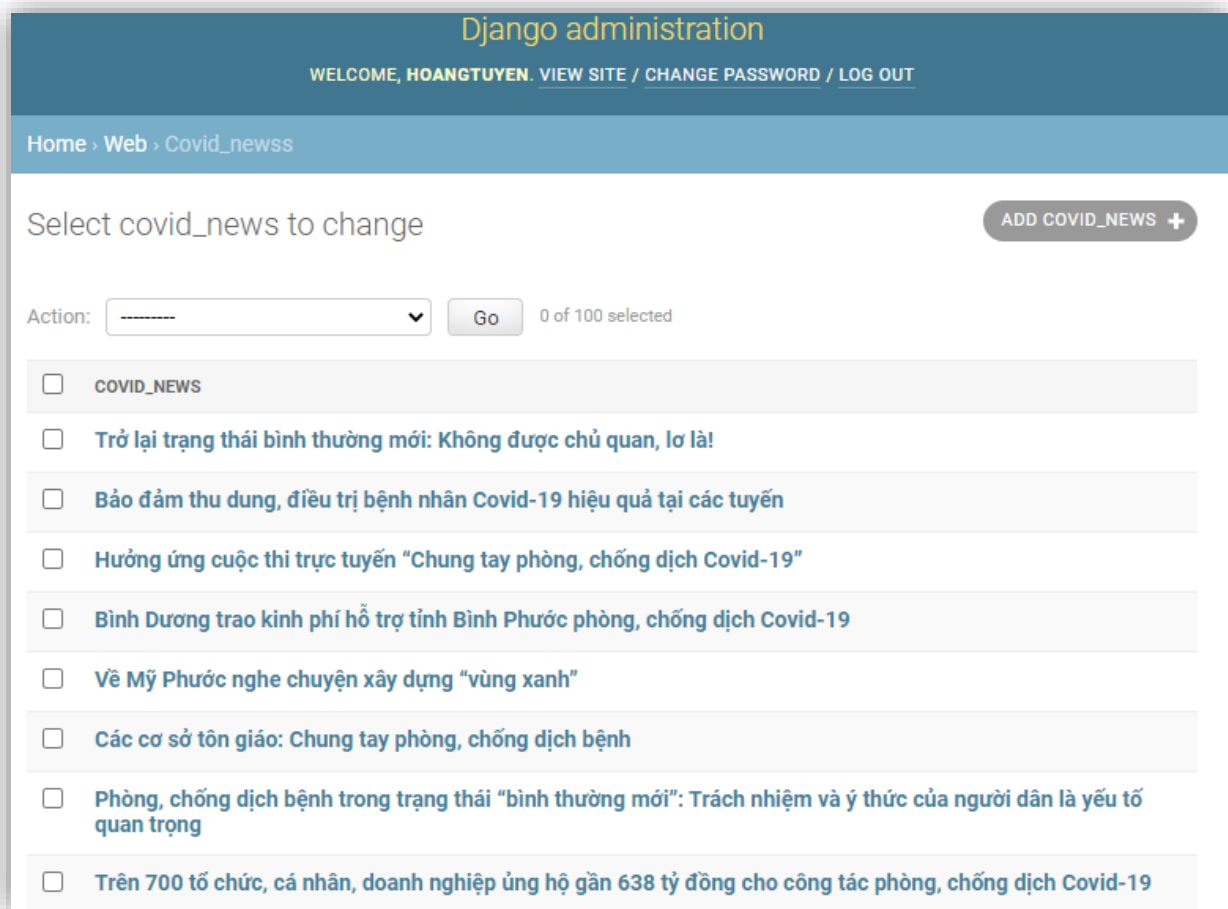 Django administration
WELCOME, HOANGTUYEN. VIEW SITE / CHANGE PASSWORD / LOG OUT
Home › Web › Covid_newss
Select covid_news to change
ADD COVID_NEWS +
Action: --------- Go 0 of 100 selected
COVID_NEWS
Trở lại trạng thái bình thường mới: Không được chủ quan, lơ là!
Bảo đảm thu dung, điều trị bệnh nhân Covid-19 hiệu quả tại các tuyến
Hưởng ứng cuộc thi trực tuyến “Chung tay phòng, chống dịch Covid-19”
Bình Dương trao kinh phí hỗ trợ tỉnh Bình Phước phòng, chống dịch Covid-19
Về Mỹ Phước nghe chuyện xây dựng “vùng xanh”
Các cơ sở tôn giáo: Chung tay phòng, chống dịch bệnh
Phòng, chống dịch bệnh trong trạng thái “bình thường mới”: Trách nhiệm và ý thức của người dân là yếu tố
quan trọng
Trên 700 tổ chức, cá nhân, doanh nghiệp ủng hộ gần 638 tỷ đồng cho công tác phòng, chống dịch Covid-19